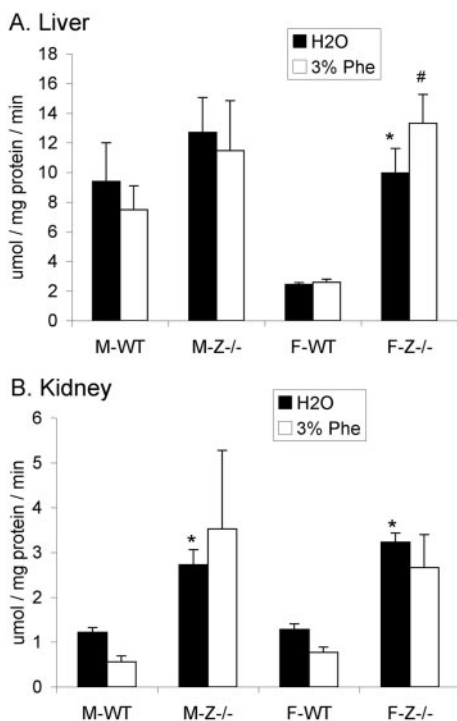 A. Liver
H2O
3% Phe
umol / mg protein / min
18
16
14
12
10
8
6
4
2
0
#
*
M-WT M-Z-/- F-WT F-Z-/-
B. Kidney
H2O
3% Phe
umol / mg protein / min
6
5
4
3
2
1
0
* *
M-WT M-Z-/- F-WT F-Z-/-